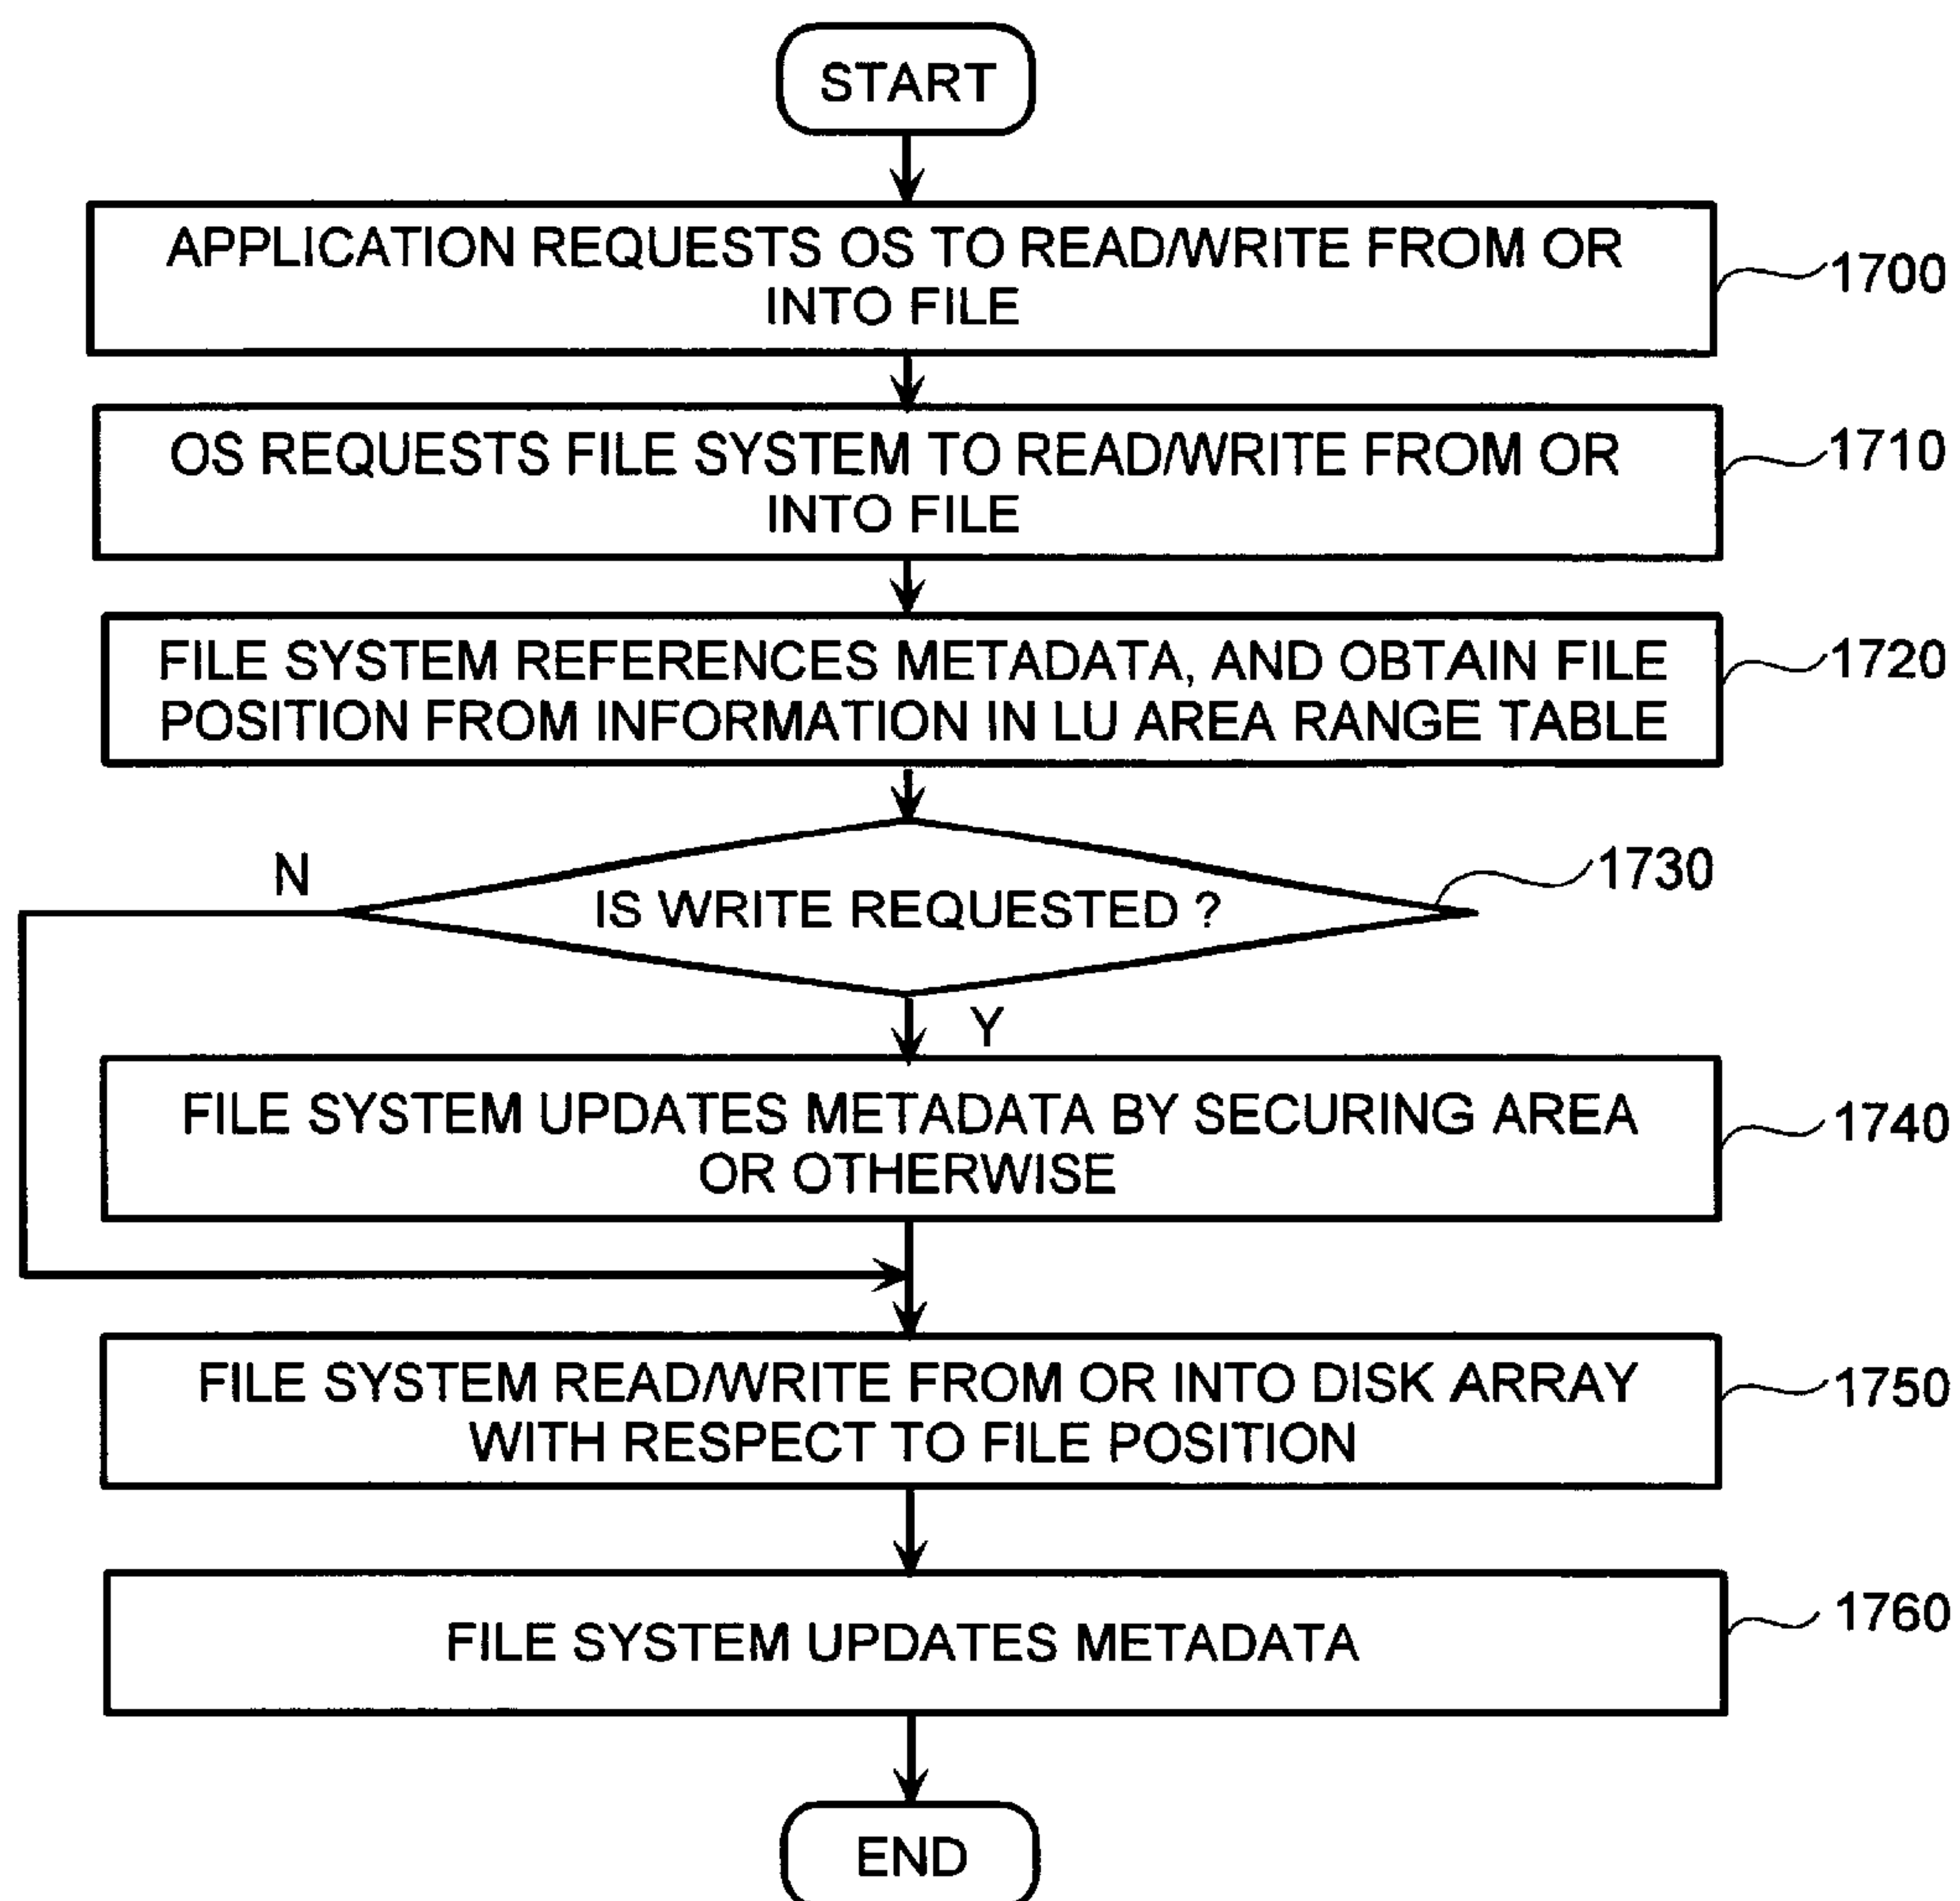 START
APPLICATION REQUESTS OS TO READ/WRITE FROM OR
INTO FILE
1700
OS REQUESTS FILE SYSTEM TO READ/WRITE FROM OR
INTO FILE
1710
FILE SYSTEM REFERENCES METADATA, AND OBTAIN FILE
POSITION FROM INFORMATION IN LU AREA RANGE TABLE
1720
N
IS WRITE REQUESTED ?
1730
Y
FILE SYSTEM UPDATES METADATA BY SECURING AREA
OR OTHERWISE
1740
FILE SYSTEM READ/WRITE FROM OR INTO DISK ARRAY
WITH RESPECT TO FILE POSITION
1750
FILE SYSTEM UPDATES METADATA
1760
END